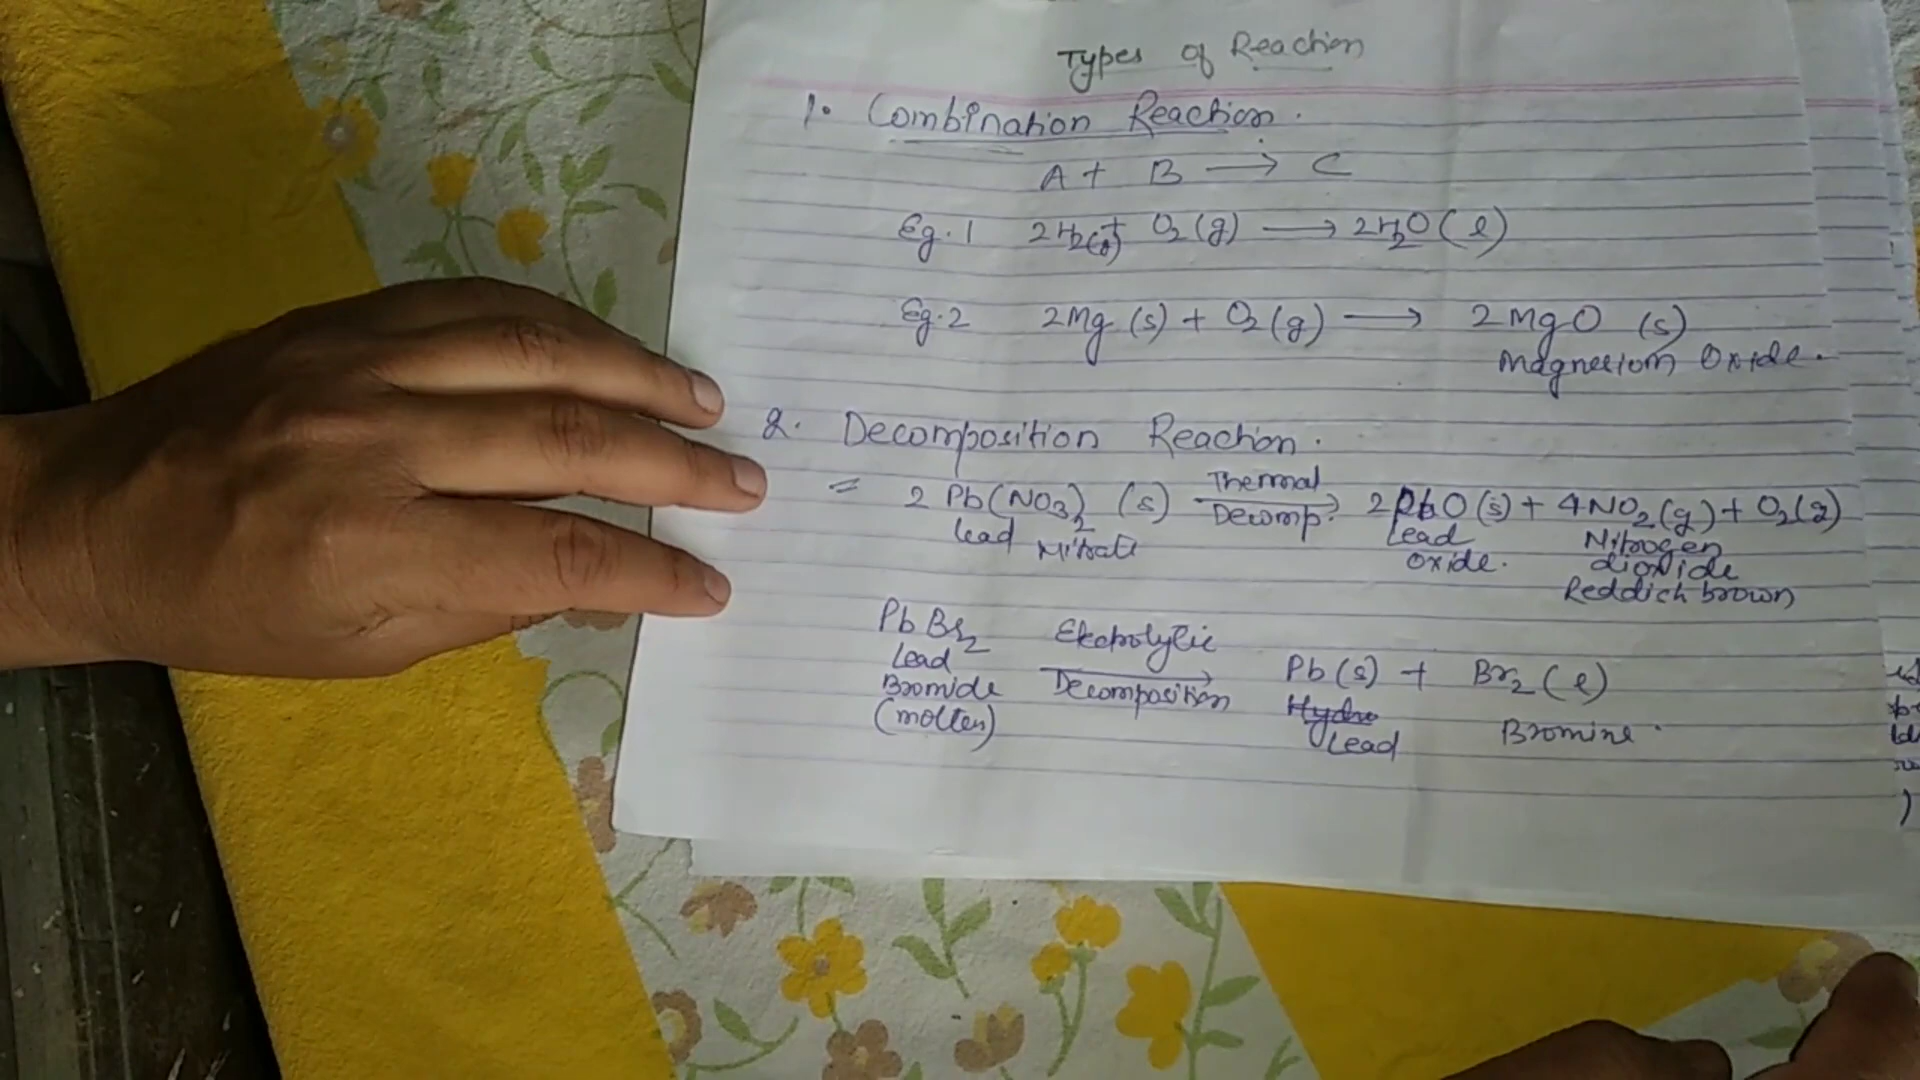 Types of Reaction
1. Combination Reaction.
A + B → C
Eg.1 2H2(g) + O2(g) → 2H2O(l)
Eg.2 2Mg(s) + O2(g) → 2MgO (s)
Magnesium Oxide.
2. Decomposition Reaction.
= 2Pb(NO3)2 (s) Thermal Decomp. → 2PbO(s) + 4NO2(g) + O2(g)
Lead Nitrate Lead Oxide. Nitrogen dioxide
Reddich brown
PbBr2 Electrolytic Decomposition → Pb(s) + Br2(l)
Lead Bromide (molten) Lead Bromine.